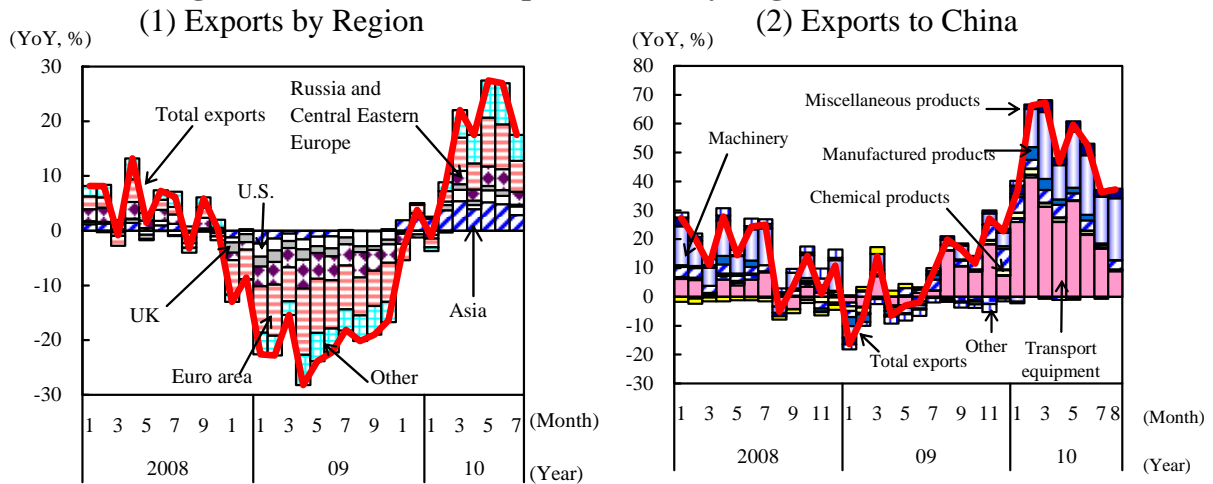 (1) Exports by Region
(YoY, %)
30
20
10
0
-10
-20
-30
Russia and
Central Eastern
Europe
Total exports
U.S.
UK
Asia
Euro area
Other
1 3 5 7 9 1 1 3 5 7 9 1 1 3 5 7
(Month)
2008 09 10
(Year)
(2) Exports to China
(YoY, %)
80
70
60
50
40
30
20
10
0
-10
-20
-30
Miscellaneous products
Machinery
Manufactured products
Chemical products
Total exports
Other
Transport
equipment
1 3 5 7 9 11 1 3 5 7 9 11 1 3 5 7 8
(Month)
2008 09 10
(Year)